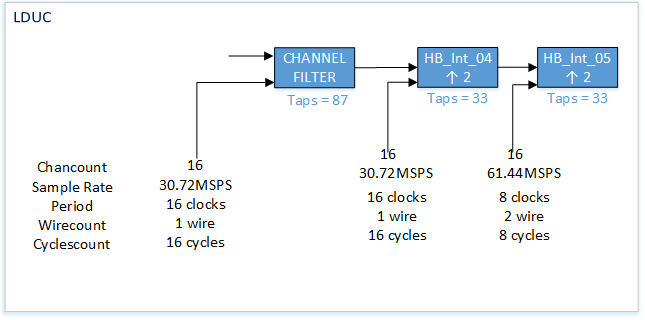 LDUC
CHANNEL FILTER
HB_Int_04
↑ 2
HB_Int_05
↑ 2
Taps = 87
Taps = 33
Taps = 33
Chancount 16 16 16
Sample Rate 30.72MSPS 30.72MSPS 61.44MSPS
Period 16 clocks 16 clocks 8 clocks
Wirecount 1 wire 1 wire 2 wire
Cyclescount 16 cycles 16 cycles 8 cycles